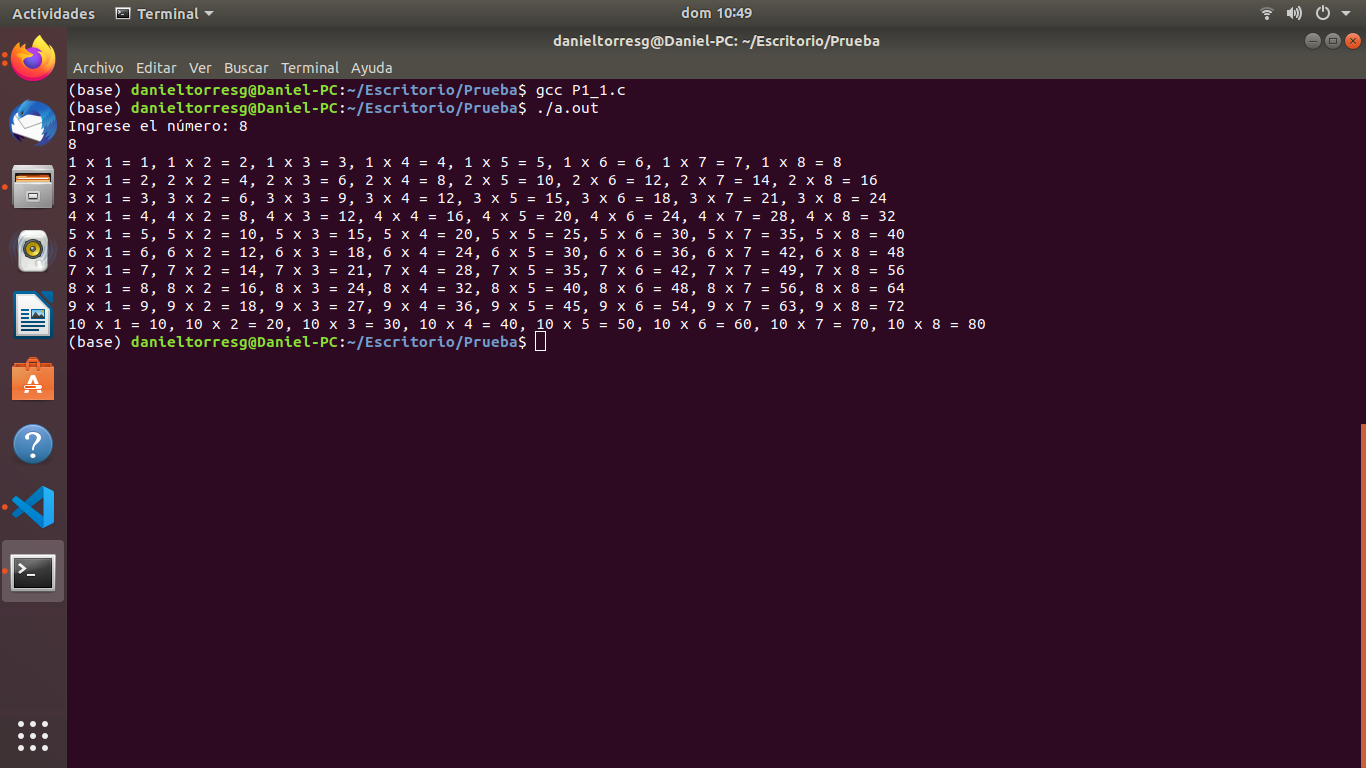 Actividades Terminal dom 10:49
danieltorresg@Daniel-PC: ~/Escritorio/Prueba
Archivo Editar Ver Buscar Terminal Ayuda
(base) danieltorresg@Daniel-PC:~/Escritorio/Prueba$ gcc P1_1.c
(base) danieltorresg@Daniel-PC:~/Escritorio/Prueba$ ./a.out
Ingrese el número: 8
8
1 x 1 = 1, 1 x 2 = 2, 1 x 3 = 3, 1 x 4 = 4, 1 x 5 = 5, 1 x 6 = 6, 1 x 7 = 7, 1 x 8 = 8
2 x 1 = 2, 2 x 2 = 4, 2 x 3 = 6, 2 x 4 = 8, 2 x 5 = 10, 2 x 6 = 12, 2 x 7 = 14, 2 x 8 = 16
3 x 1 = 3, 3 x 2 = 6, 3 x 3 = 9, 3 x 4 = 12, 3 x 5 = 15, 3 x 6 = 18, 3 x 7 = 21, 3 x 8 = 24
4 x 1 = 4, 4 x 2 = 8, 4 x 3 = 12, 4 x 4 = 16, 4 x 5 = 20, 4 x 6 = 24, 4 x 7 = 28, 4 x 8 = 32
5 x 1 = 5, 5 x 2 = 10, 5 x 3 = 15, 5 x 4 = 20, 5 x 5 = 25, 5 x 6 = 30, 5 x 7 = 35, 5 x 8 = 40
6 x 1 = 6, 6 x 2 = 12, 6 x 3 = 18, 6 x 4 = 24, 6 x 5 = 30, 6 x 6 = 36, 6 x 7 = 42, 6 x 8 = 48
7 x 1 = 7, 7 x 2 = 14, 7 x 3 = 21, 7 x 4 = 28, 7 x 5 = 35, 7 x 6 = 42, 7 x 7 = 49, 7 x 8 = 56
8 x 1 = 8, 8 x 2 = 16, 8 x 3 = 24, 8 x 4 = 32, 8 x 5 = 40, 8 x 6 = 48, 8 x 7 = 56, 8 x 8 = 64
9 x 1 = 9, 9 x 2 = 18, 9 x 3 = 27, 9 x 4 = 36, 9 x 5 = 45, 9 x 6 = 54, 9 x 7 = 63, 9 x 8 = 72
10 x 1 = 10, 10 x 2 = 20, 10 x 3 = 30, 10 x 4 = 40, 10 x 5 = 50, 10 x 6 = 60, 10 x 7 = 70, 10 x 8 = 80
(base) danieltorresg@Daniel-PC:~/Escritorio/Prueba$